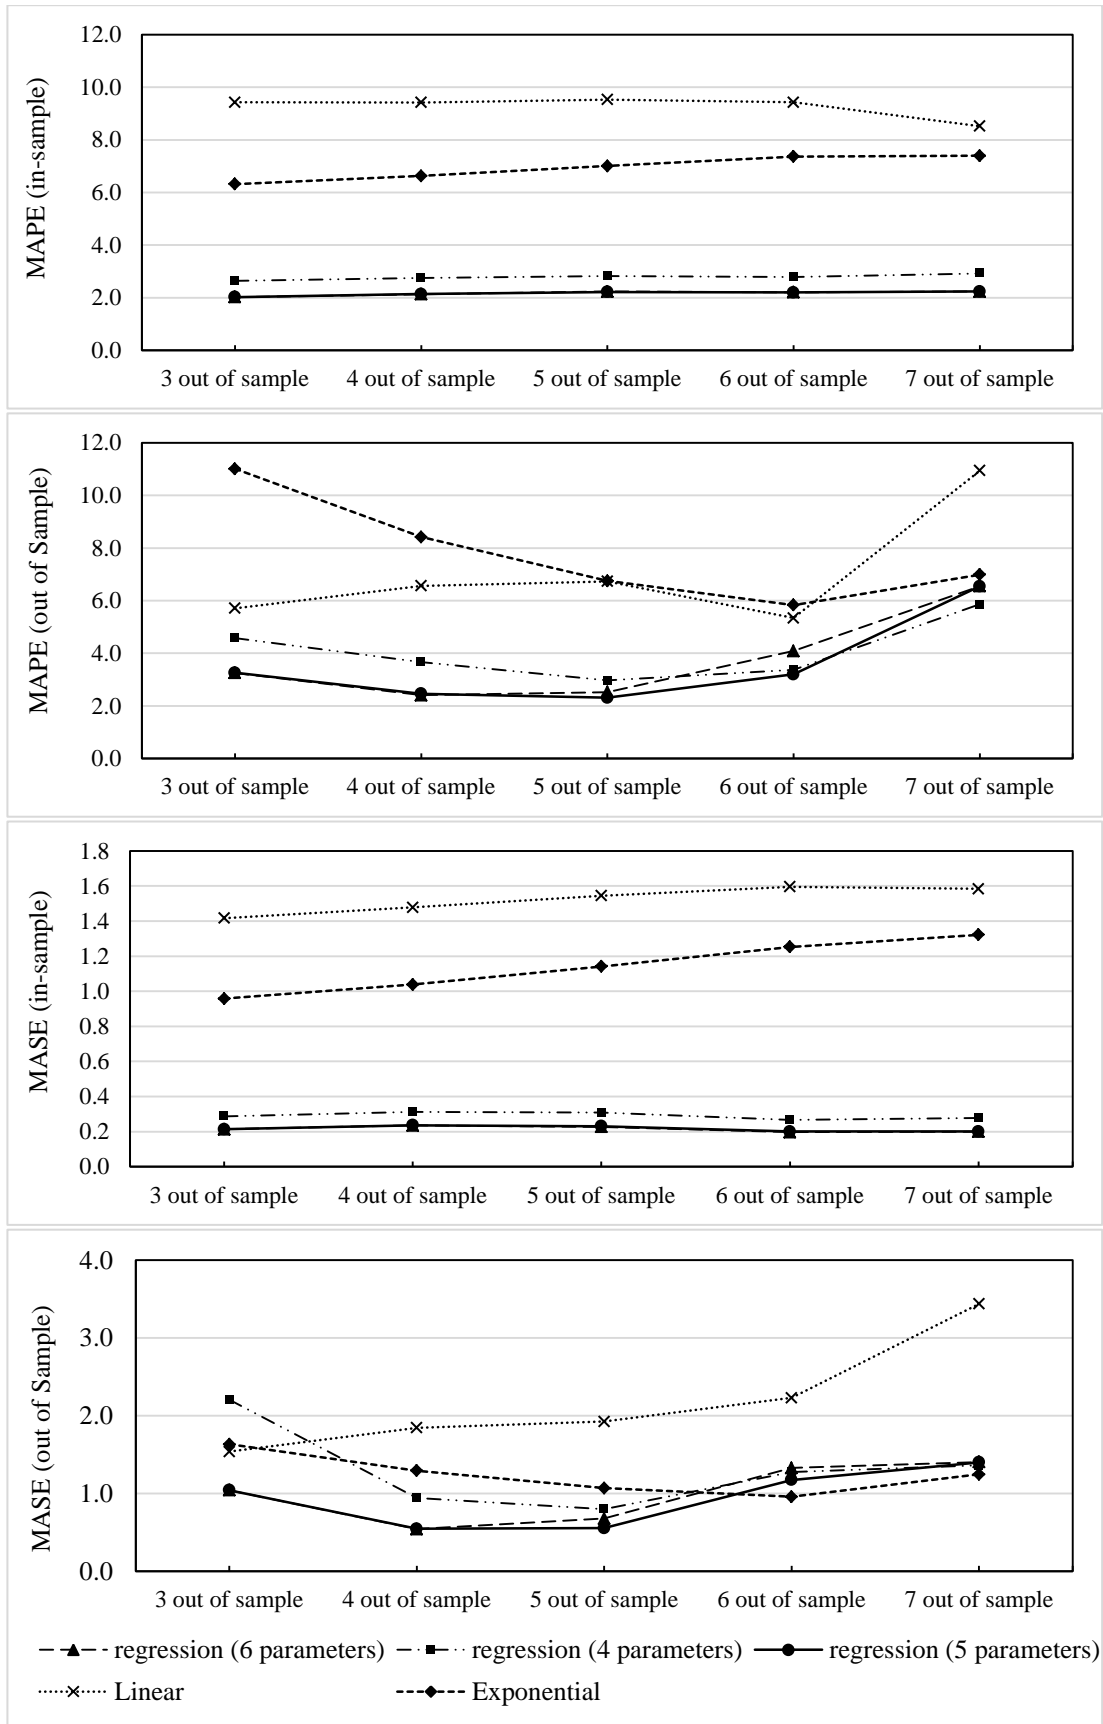 12.0
10.0
8.0
6.0
4.0
2.0
0.0
MAPE (in-sample)
3 out of sample 4 out of sample 5 out of sample 6 out of sample 7 out of sample
12.0
10.0
8.0
6.0
4.0
2.0
0.0
MAPE (out of Sample)
3 out of sample 4 out of sample 5 out of sample 6 out of sample 7 out of sample
1.8
1.6
1.4
1.2
1.0
0.8
0.6
0.4
0.2
0.0
MASE (in-sample)
3 out of sample 4 out of sample 5 out of sample 6 out of sample 7 out of sample
4.0
3.0
2.0
1.0
0.0
MASE (out of Sample)
3 out of sample 4 out of sample 5 out of sample 6 out of sample 7 out of sample
regression (6 parameters) regression (4 parameters) regression (5 parameters)
Linear Exponential